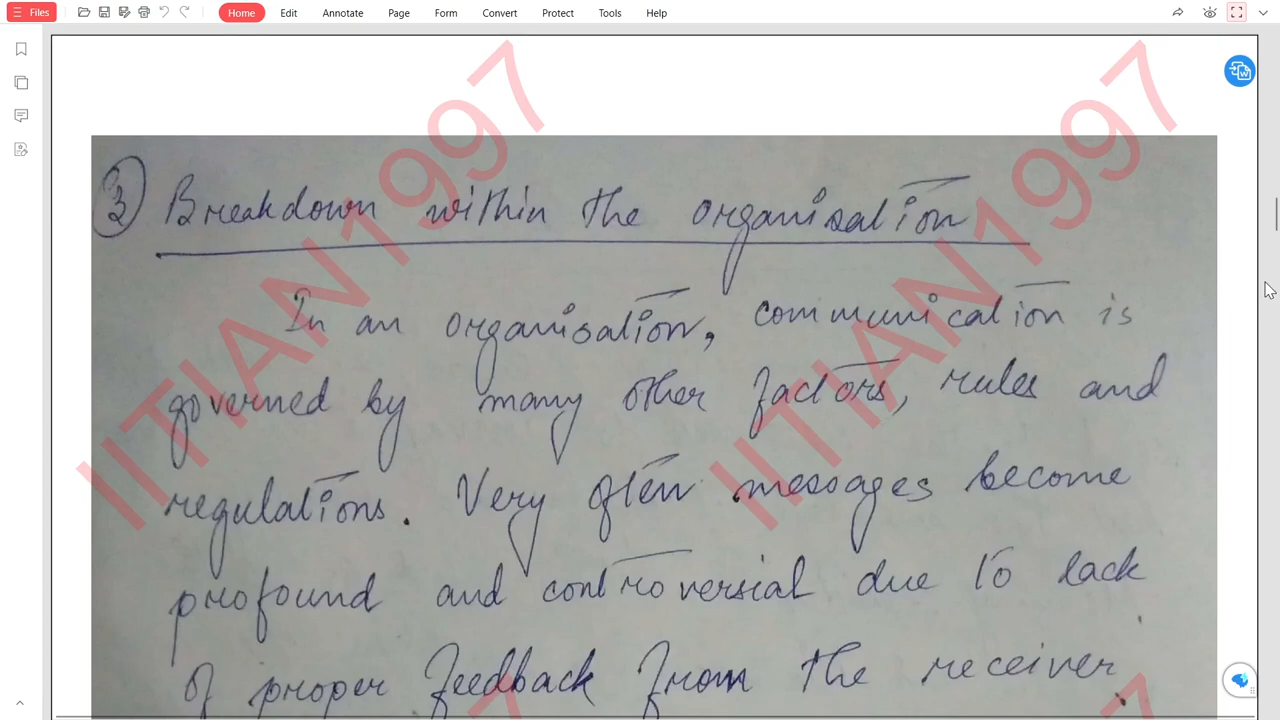 Files
Home Edit Annotate Page Form Convert Protect Tools Help
IITIAN1997 IITIAN1997
3 Breakdown within the organisation
In an organisation, communication is
governed by many other factors, rules and
regulations. Very often messages become
profound and controversial due to lack
of proper feedback from the receiver.